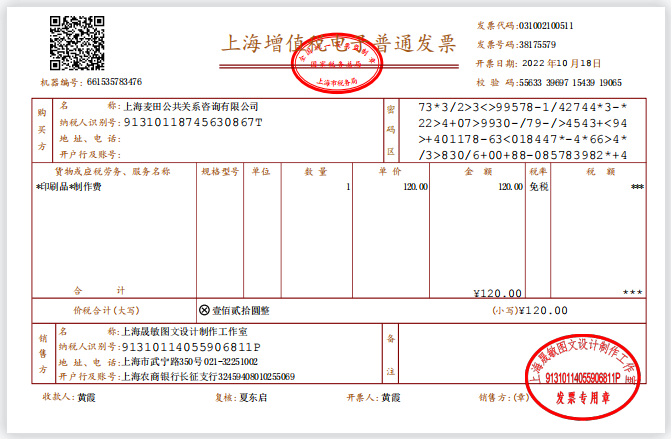 上海增值税电子普通发票
国家税务总局
上海市税务局
发票代码:031002100511
发票号码:38175579
开票日期:2022年10月18日
校 验 码:55633 39697 15439 19065
机器编号:661535783476
购买方
名 称:上海麦田公共关系咨询有限公司
纳税人识别号:91310118745630867T
地 址、电 话:
开户行及账号:
密码区
73*3/2>3<>99578-1/42744*3-*
22>4+07>9930-/79-/>4543+<94
>+401178-63<018447*-4*66>4*
/3>830/6+00+88-085783982*+4
货物或应税劳务、服务名称 规格型号 单位 数 量 单 价 金 额 税率 税 额
*印刷品*制作费 1 120.00 120.00 免税 ***
合 计 ¥120.00 ***
价税合计(大写) ⊗壹佰贰拾圆整 (小写)¥120.00
销售方
名 称:上海晟敏图文设计制作工作室
纳税人识别号:91310114055906811P
地 址、电 话:上海市武宁路350号 021-32251002
开户行及账号:上海农商银行长征支行32459408010255069
备注
收款人:黄霞 复核:夏东启 开票人:黄霞 销售方:(章)
上海晟敏图文设计制作工作室
91310114055906811P
发票专用章